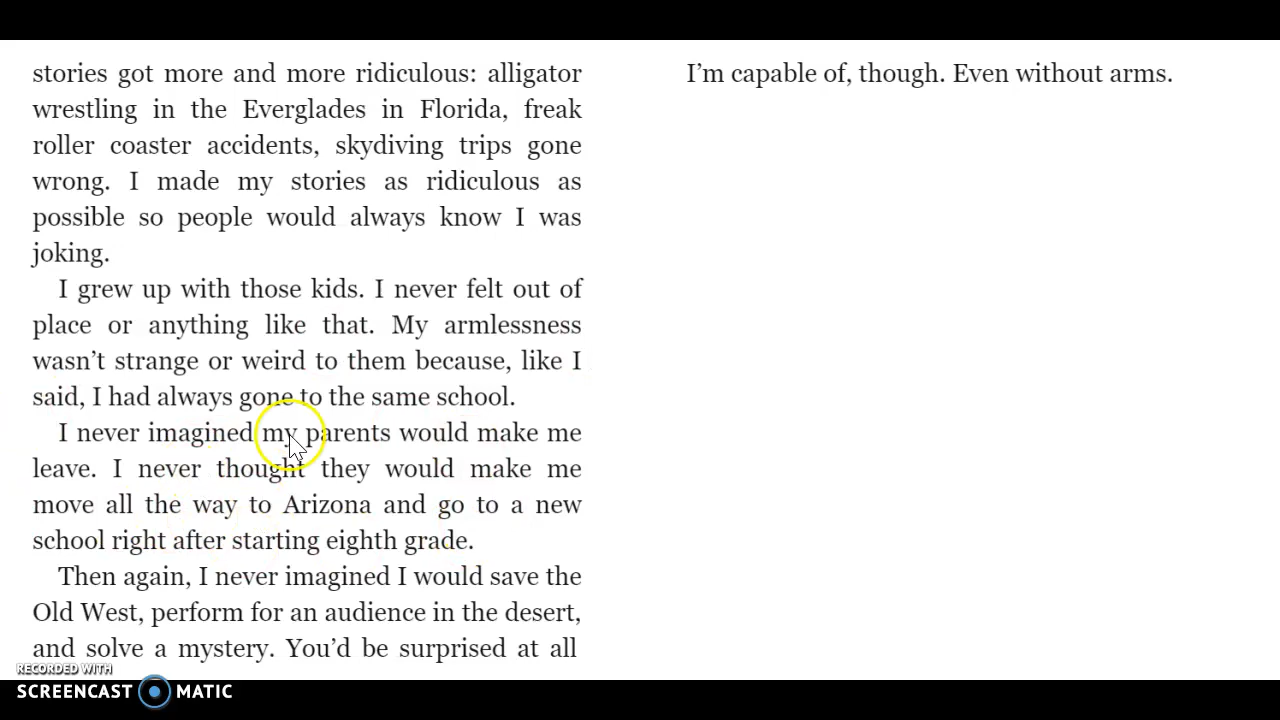 stories got more and more ridiculous: alligator
wrestling in the Everglades in Florida, freak
roller coaster accidents, skydiving trips gone
wrong. I made my stories as ridiculous as
possible so people would always know I was
joking.
I grew up with those kids. I never felt out of
place or anything like that. My armlessness
wasn’t strange or weird to them because, like I
said, I had always gone to the same school.
I never imagined my parents would make me
leave. I never thought they would make me
move all the way to Arizona and go to a new
school right after starting eighth grade.
Then again, I never imagined I would save the
Old West, perform for an audience in the desert,
and solve a mystery. You’d be surprised at all
I’m capable of, though. Even without arms.
RECORDED WITH
SCREENCAST MATIC